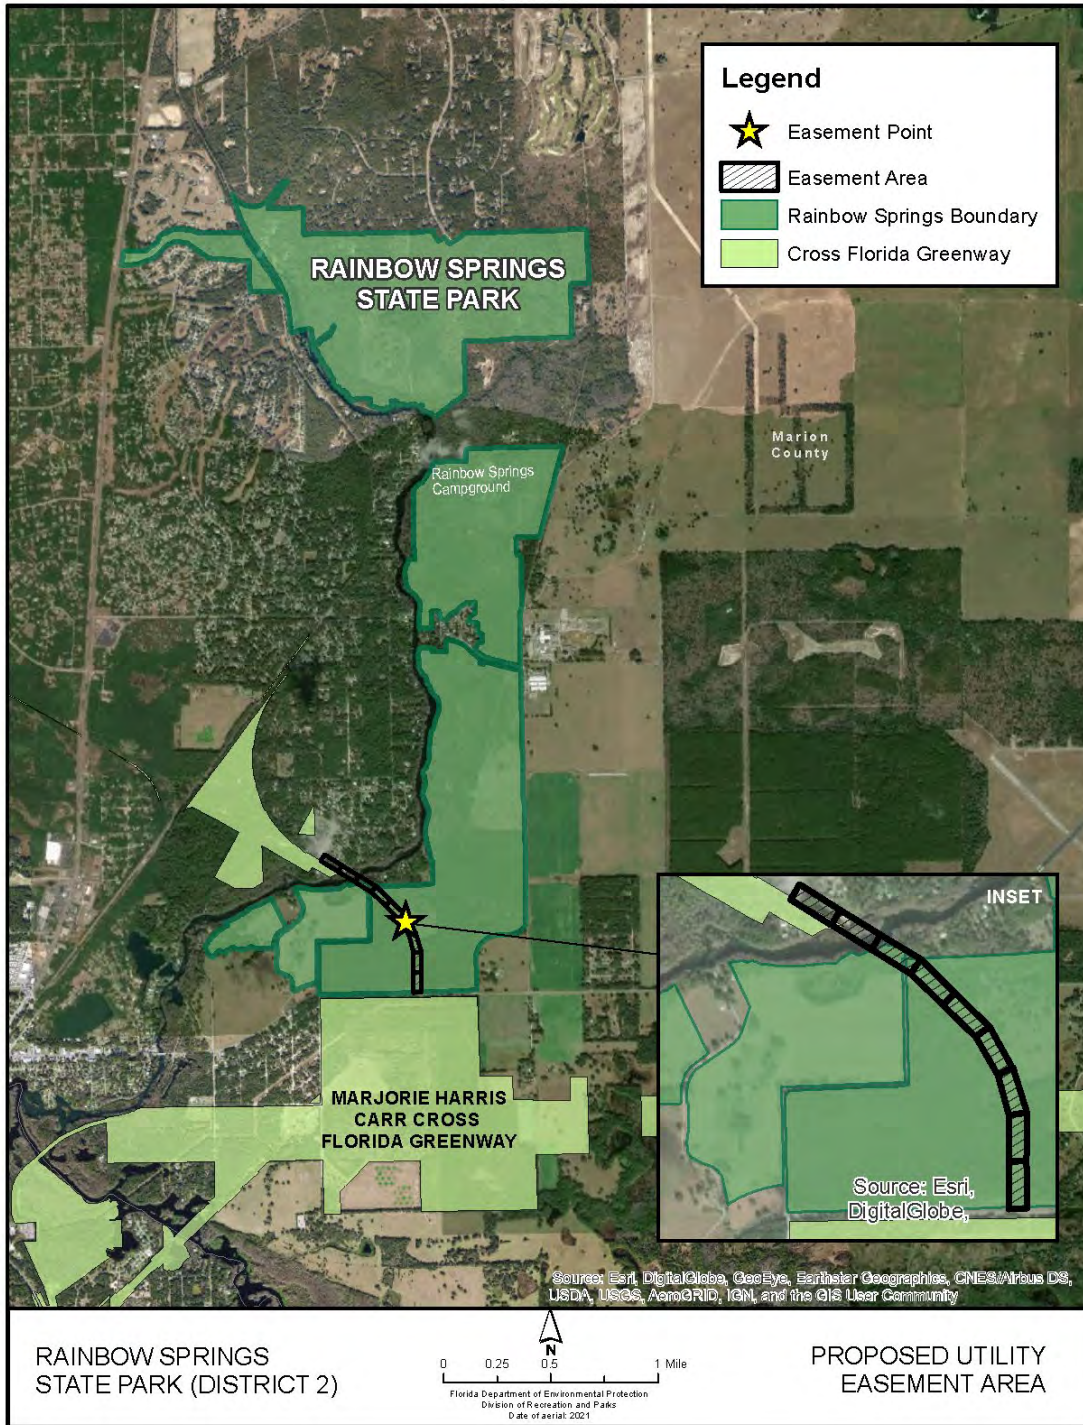 Legend
Easement Point
Easement Area
Rainbow Springs Boundary
Cross Florida Greenway
RAINBOW SPRINGS
STATE PARK
Marion
County
Rainbow Springs
Campground
INSET
MARJORIE HARRIS
CARR CROSS
FLORIDA GREENWAY
Source: Esri,
DigitalGlobe,
Source: Esri, DigitalGlobe, GeoEye, Earthstar Geographics, CNES/Airbus DS,
USDA, USGS, AeroGRID, IGN, and the GIS User Community
RAINBOW SPRINGS
STATE PARK (DISTRICT 2)
N
0 0.25 0.5 1 Mile
Florida Department of Environmental Protection
Division of Recreation and Parks
Date of aerial: 2021
PROPOSED UTILITY
EASEMENT AREA